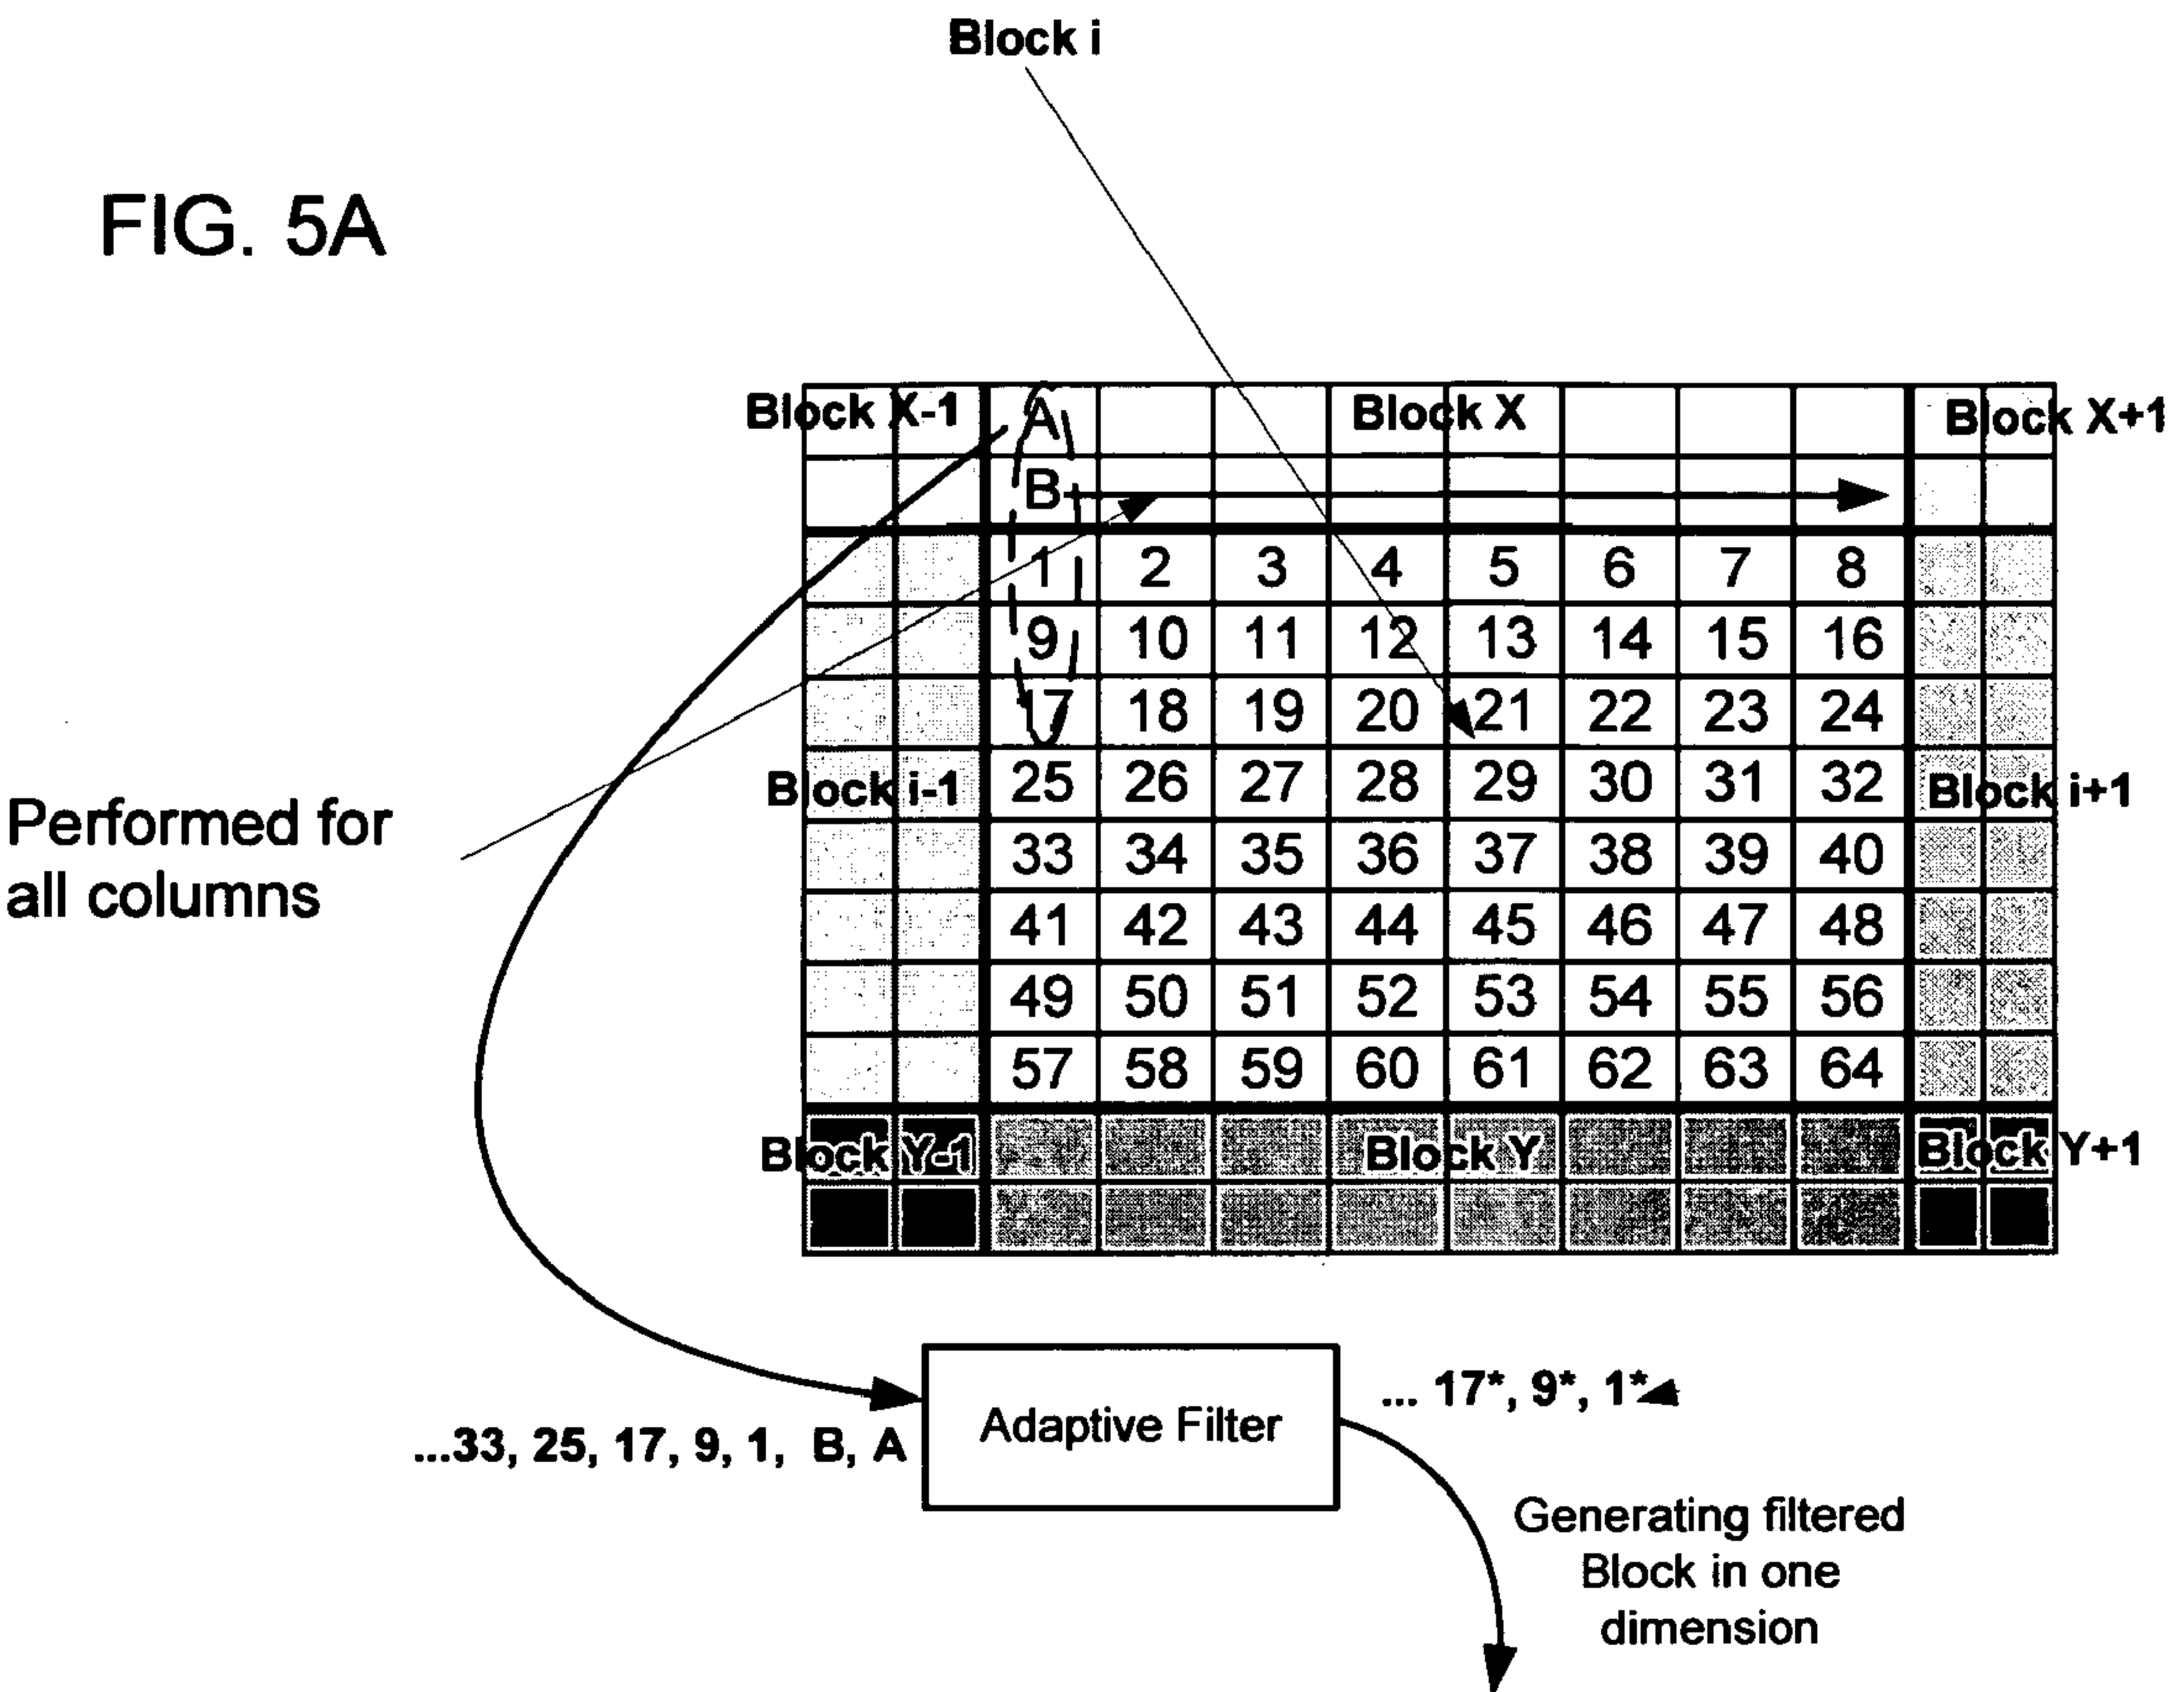 Block i
FIG. 5A
Block X-1 A Block X Block X+1
B
1 2 3 4 5 6 7 8
9 10 11 12 13 14 15 16
17 18 19 20 21 22 23 24
Block i-1 25 26 27 28 29 30 31 32 Block i+1
Performed for
all columns
33 34 35 36 37 38 39 40
41 42 43 44 45 46 47 48
49 50 51 52 53 54 55 56
57 58 59 60 61 62 63 64
Block Y-1 Block Y Block Y+1
...33, 25, 17, 9, 1, B, A
Adaptive Filter
... 17*, 9*, 1*
Generating filtered
Block in one
dimension